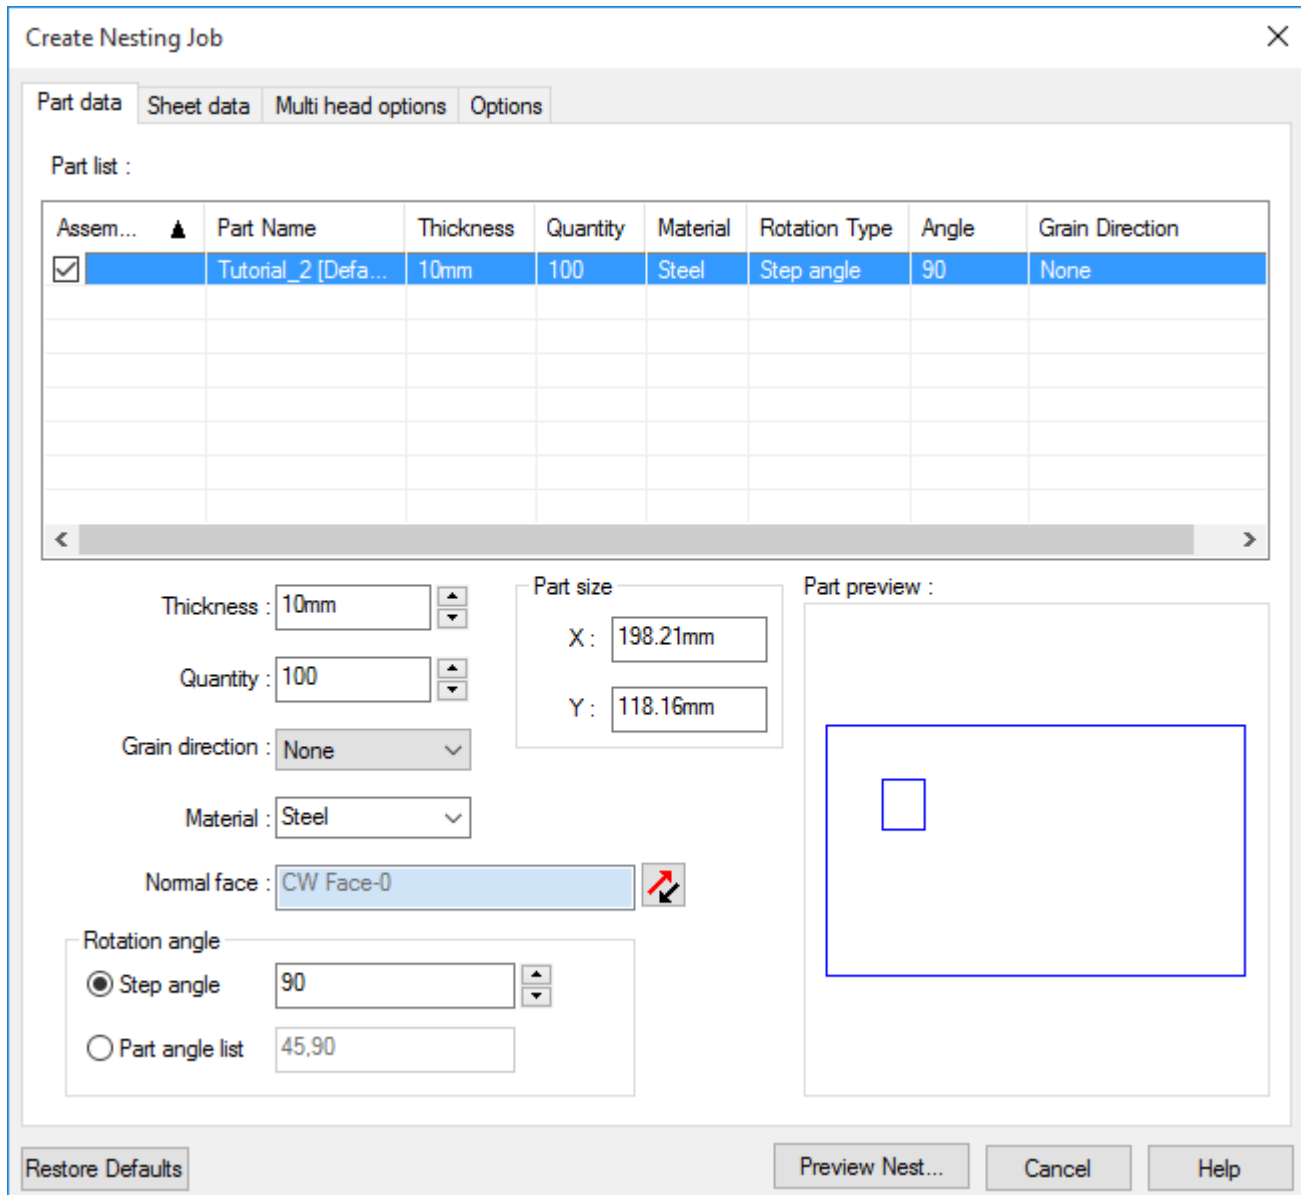 Create Nesting Job
Part data Sheet data Multi head options Options
Part list :
Assem... Part Name Thickness Quantity Material Rotation Type Angle Grain Direction
Tutorial_2 [Defa... 10mm 100 Steel Step angle 90 None
Thickness : 10mm
Part size
Part preview :
X : 198.21mm
Quantity : 100
Y : 118.16mm
Grain direction : None
Material : Steel
Normal face : CW Face-0
Rotation angle
Step angle 90
Part angle list 45,90
Restore Defaults Preview Nest... Cancel Help